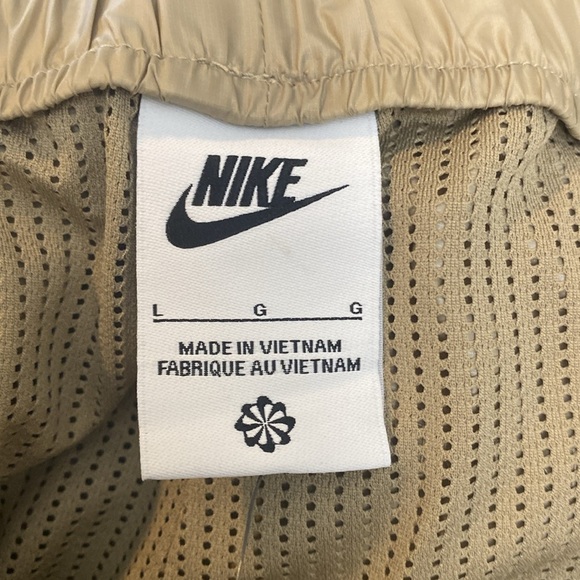 NIKE
L G G
MADE IN VIETNAM
FABRIQUE AU VIETNAM